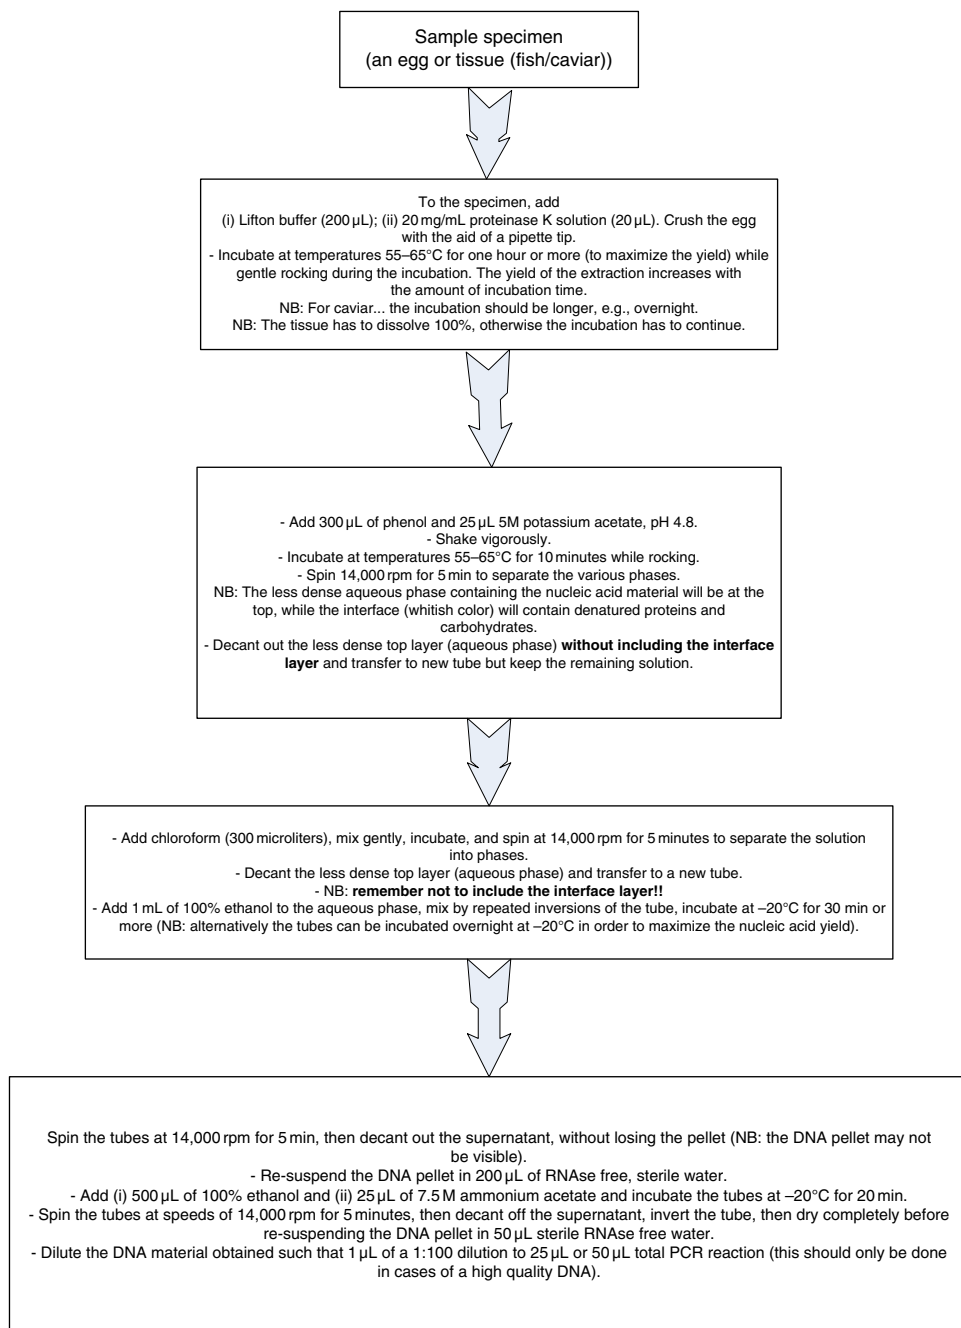 Sample specimen
(an egg or tissue (fish/caviar))
To the specimen, add
(i) Lifton buffer (200 µL); (ii) 20 mg/mL proteinase K solution (20 µL). Crush the egg
with the aid of a pipette tip.
- Incubate at temperatures 55–65°C for one hour or more (to maximize the yield) while
gentle rocking during the incubation. The yield of the extraction increases with
the amount of incubation time.
NB: For caviar... the incubation should be longer, e.g., overnight.
NB: The tissue has to dissolve 100%, otherwise the incubation has to continue.
- Add 300 µL of phenol and 25 µL 5M potassium acetate, pH 4.8.
- Shake vigorously.
- Incubate at temperatures 55–65°C for 10 minutes while rocking.
- Spin 14,000 rpm for 5 min to separate the various phases.
NB: The less dense aqueous phase containing the nucleic acid material will be at the
top, while the interface (whitish color) will contain denatured proteins and
carbohydrates.
- Decant out the less dense top layer (aqueous phase) without including the interface
layer and transfer to new tube but keep the remaining solution.
- Add chloroform (300 microliters), mix gently, incubate, and spin at 14,000 rpm for 5 minutes to separate the solution
into phases.
- Decant the less dense top layer (aqueous phase) and transfer to a new tube.
- NB: remember not to include the interface layer!!
- Add 1 mL of 100% ethanol to the aqueous phase, mix by repeated inversions of the tube, incubate at –20°C for 30 min or
more (NB: alternatively the tubes can be incubated overnight at –20°C in order to maximize the nucleic acid yield).
Spin the tubes at 14,000 rpm for 5 min, then decant out the supernatant, without losing the pellet (NB: the DNA pellet may not
be visible).
- Re-suspend the DNA pellet in 200 µL of RNAse free, sterile water.
- Add (i) 500 µL of 100% ethanol and (ii) 25 µL of 7.5 M ammonium acetate and incubate the tubes at –20°C for 20 min.
- Spin the tubes at speeds of 14,000 rpm for 5 minutes, then decant off the supernatant, invert the tube, then dry completely before
re-suspending the DNA pellet in 50 µL sterile RNAse free water.
- Dilute the DNA material obtained such that 1 µL of a 1:100 dilution to 25 µL or 50 µL total PCR reaction (this should only be done
in cases of a high quality DNA).